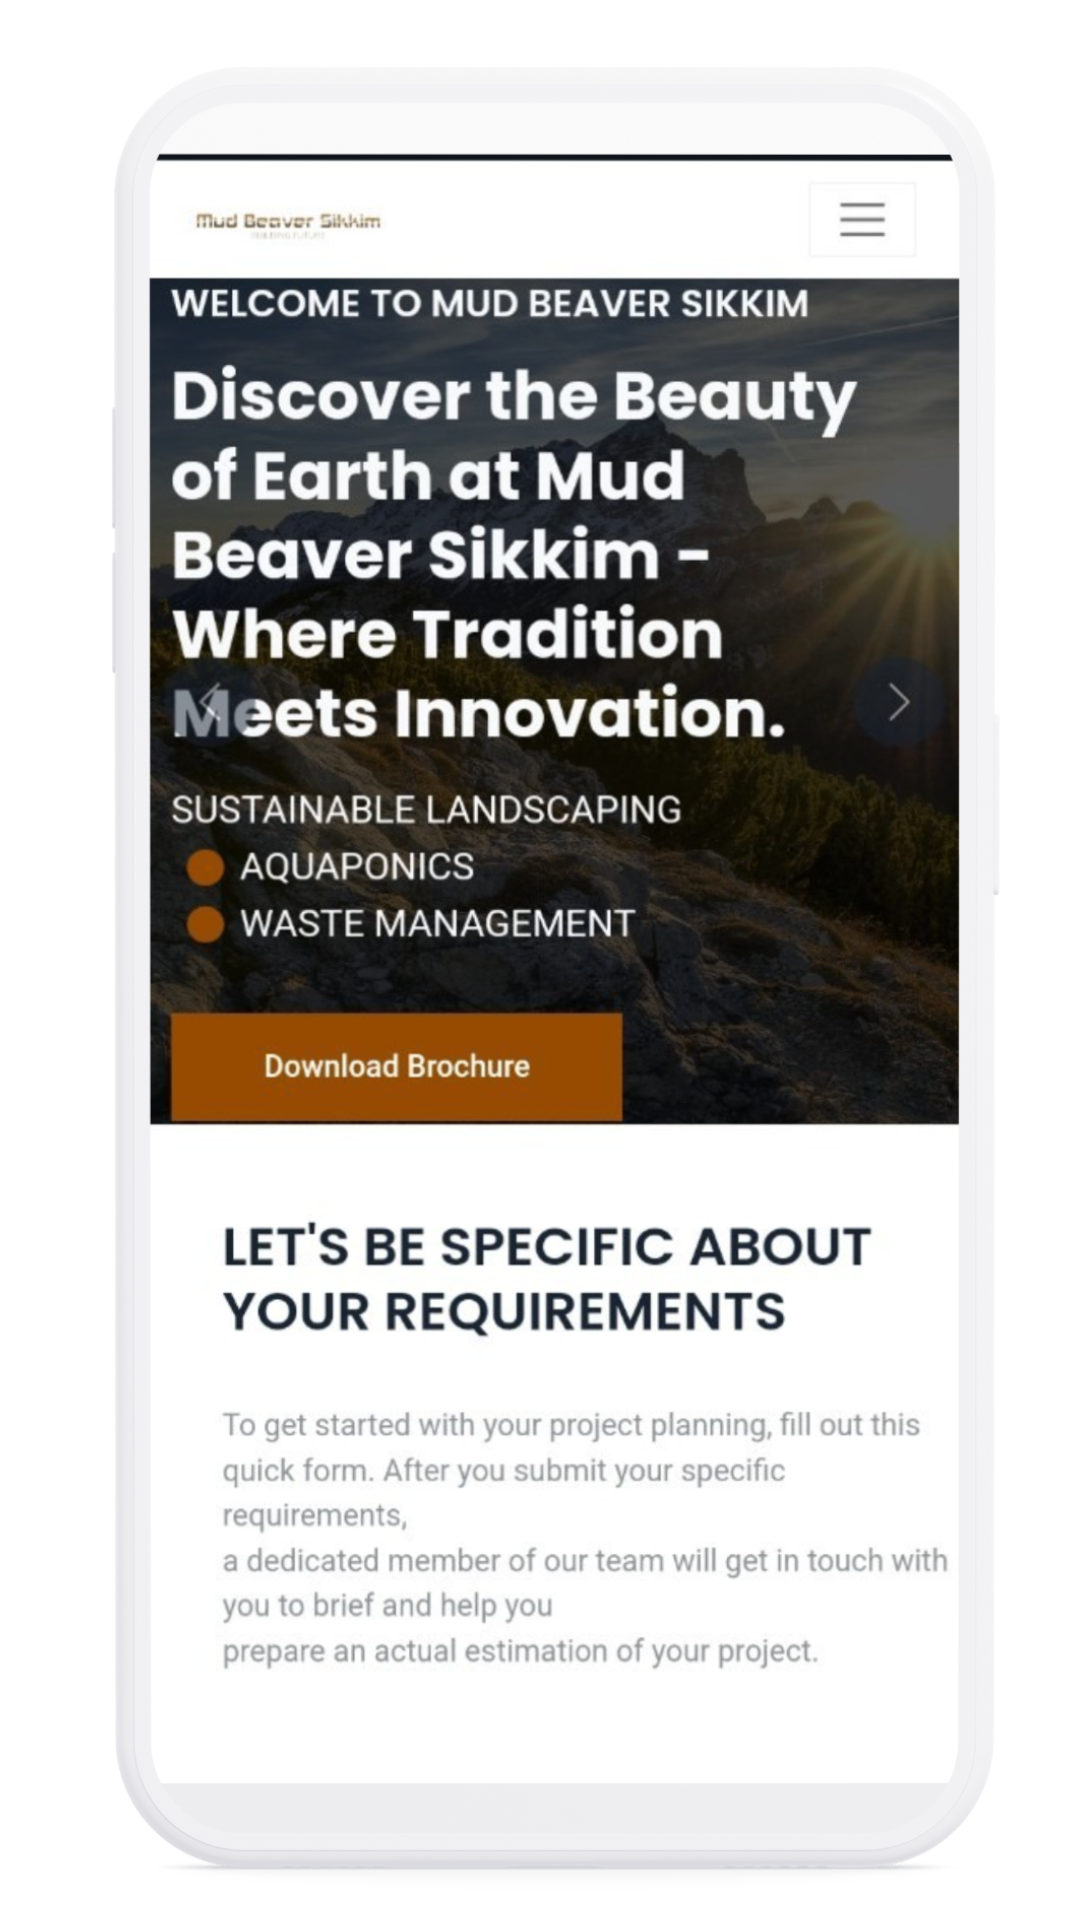 Mud Beaver Sikkim
WELCOME TO MUD BEAVER SIKKIM
Discover the Beauty
of Earth at Mud
Beaver Sikkim -
Where Tradition
Meets Innovation.
SUSTAINABLE LANDSCAPING
AQUAPONICS
WASTE MANAGEMENT
Download Brochure
LET'S BE SPECIFIC ABOUT
YOUR REQUIREMENTS
To get started with your project planning, fill out this
quick form. After you submit your specific
requirements,
a dedicated member of our team will get in touch with
you to brief and help you
prepare an actual estimation of your project.